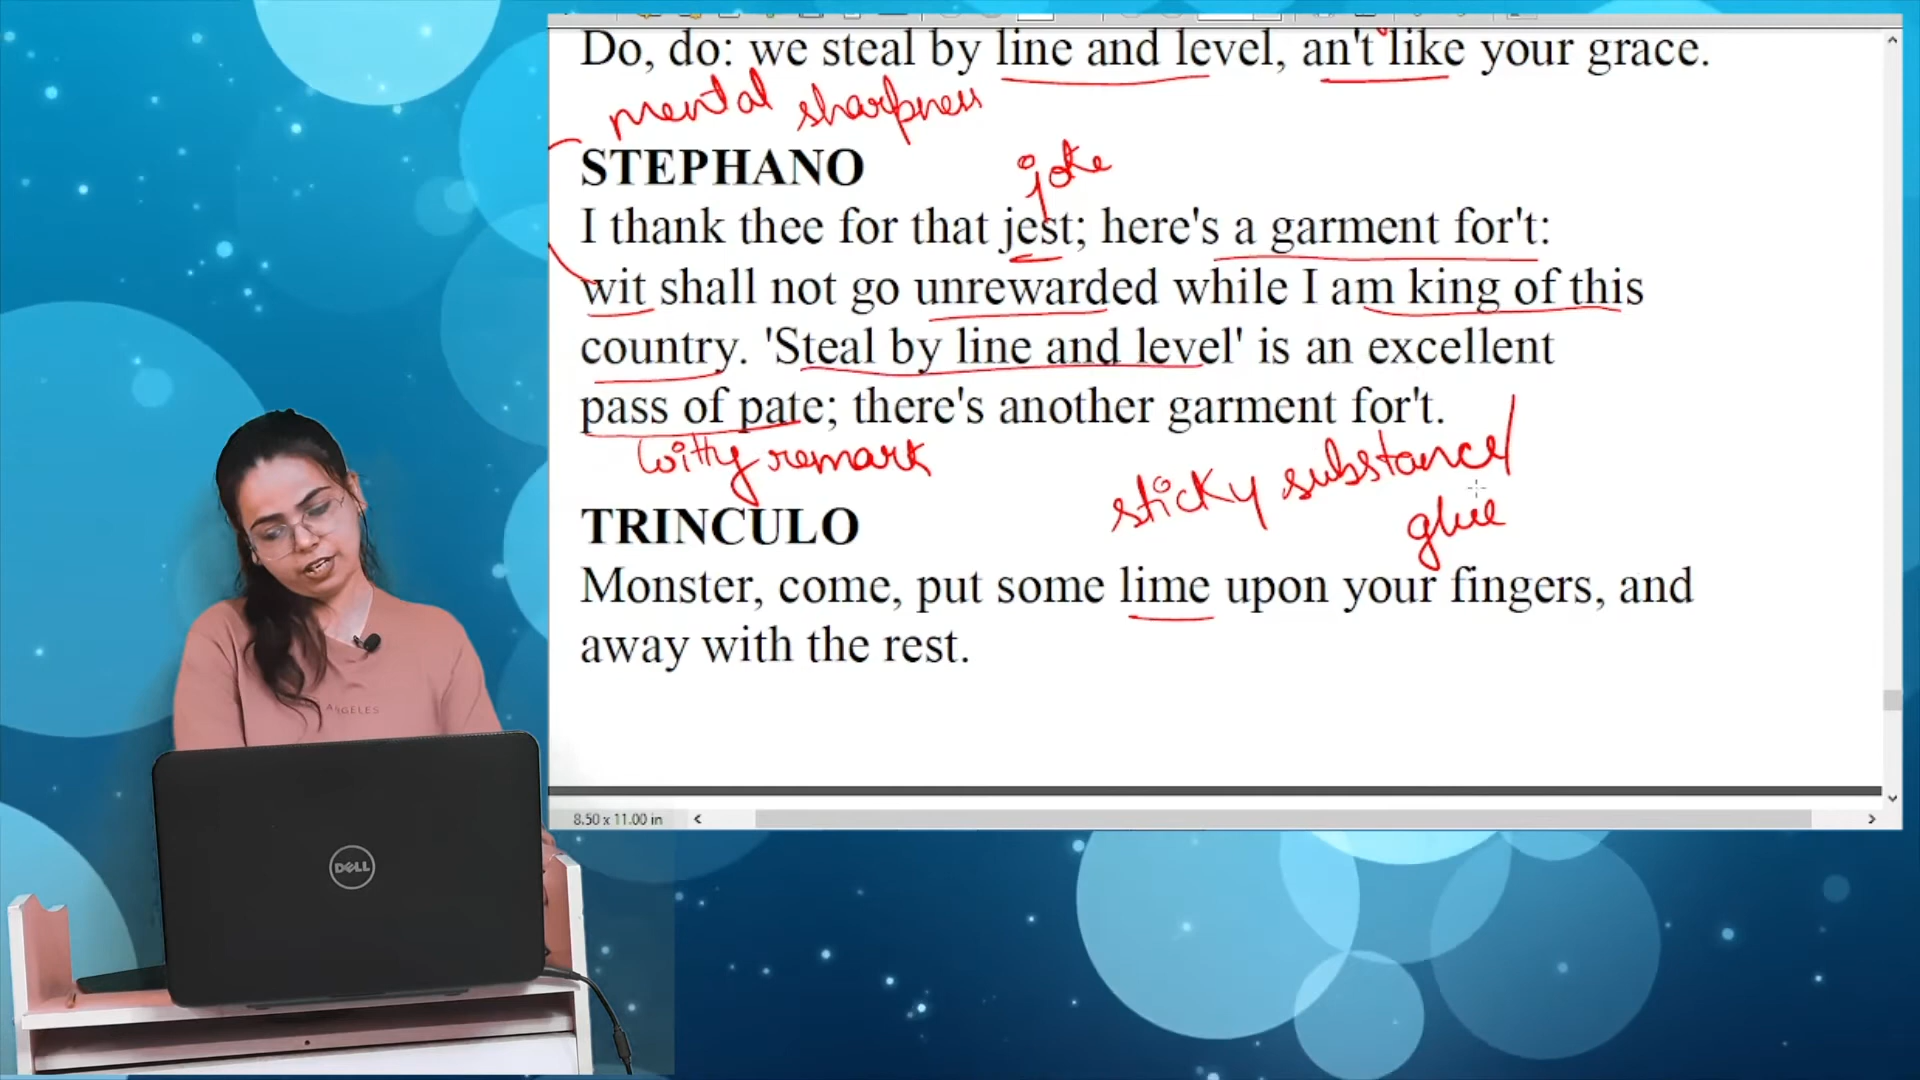 Do, do: we steal by line and level, an't like your grace.
mental sharpness
STEPHANO
joke
I thank thee for that jest; here's a garment for't:
wit shall not go unrewarded while I am king of this
country. 'Steal by line and level' is an excellent
pass of pate; there's another garment for't.
witty remark
sticky substance/
glue
TRINCULO
Monster, come, put some lime upon your fingers, and
away with the rest.
8.50 x 11.00 in
ANGELES
DELL